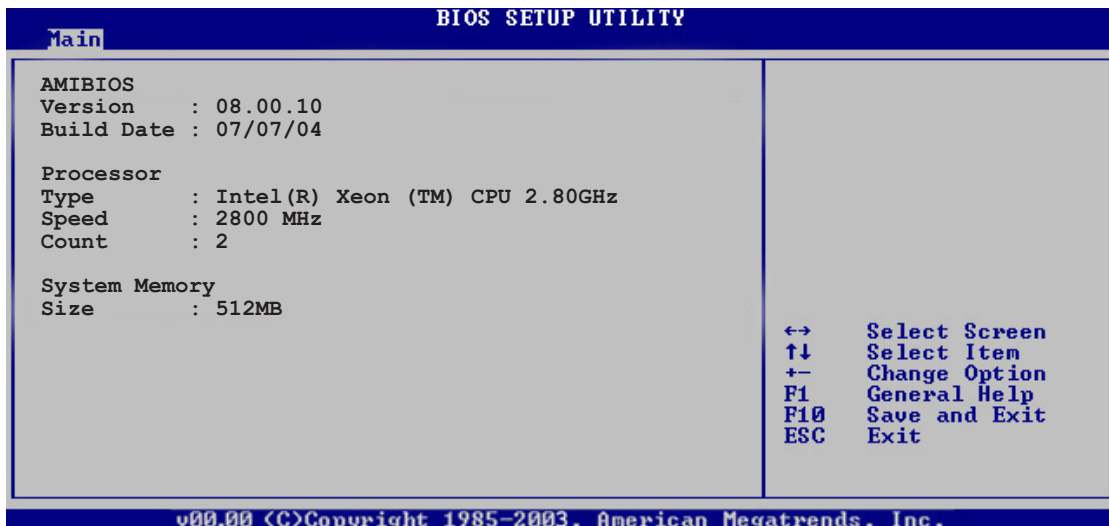 BIOS SETUP UTILITY
Main
AMIBIOS
Version : 08.00.10
Build Date : 07/07/04
Processor
Type : Intel(R) Xeon (TM) CPU 2.80GHz
Speed : 2800 MHz
Count : 2
System Memory
Size : 512MB
←→ Select Screen
↑↓ Select Item
+- Change Option
F1 General Help
F10 Save and Exit
ESC Exit
v00.00 (C)Copyright 1985-2003, American Megatrends, Inc.